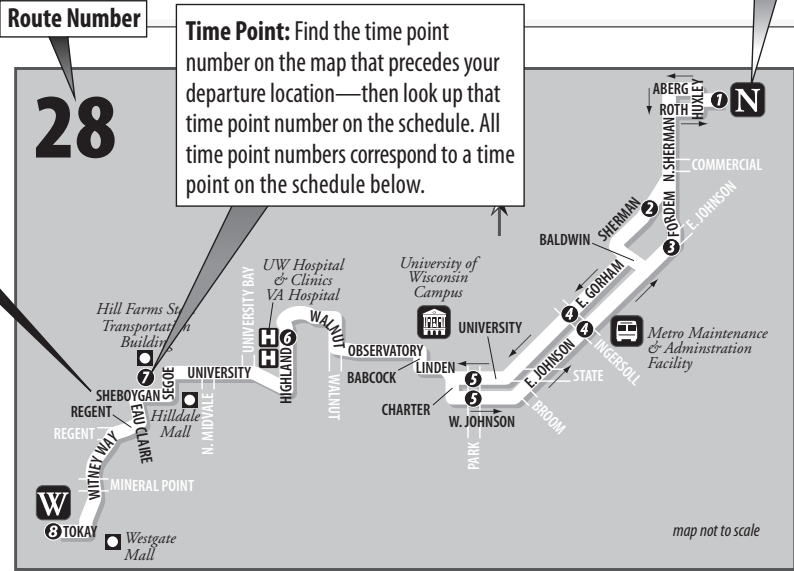 Route Number
28
Time Point: Find the time point
number on the map that precedes your
departure location—then look up that
time point number on the schedule. All
time point numbers correspond to a time
point on the schedule below.
ABERG
ROTH
HUXLEY
1
N
N.SHERMAN
COMMERCIAL
SHERMAN
2
FORDEM
E. JOHNSON
3
BALDWIN
E. GORHAM
4
4
INGERSOLL
Metro Maintenance
& Adminstration
Facility
University of
Wisconsin
Campus
UNIVERSITY
E. JOHNSON
STATE
BROOM
5
5
W. JOHNSON
PARK
CHARTER
LINDEN
BABCOCK
OBSERVATORY
WALNUT
WALNUT
UW Hospital
& Clinics
VA Hospital
UNIVERSITY BAY
H
H
6
HIGHLAND
UNIVERSITY
Hill Farms St
Transportation
Building
7
SEGOE
SHEBOYGAN
Hilldale
Mall
N. MIDVALE
REGENT
REGENT
EAU CLAIRE
WITNEY WAY
MINERAL POINT
W
8 TOKAY
Westgate
Mall
map not to scale